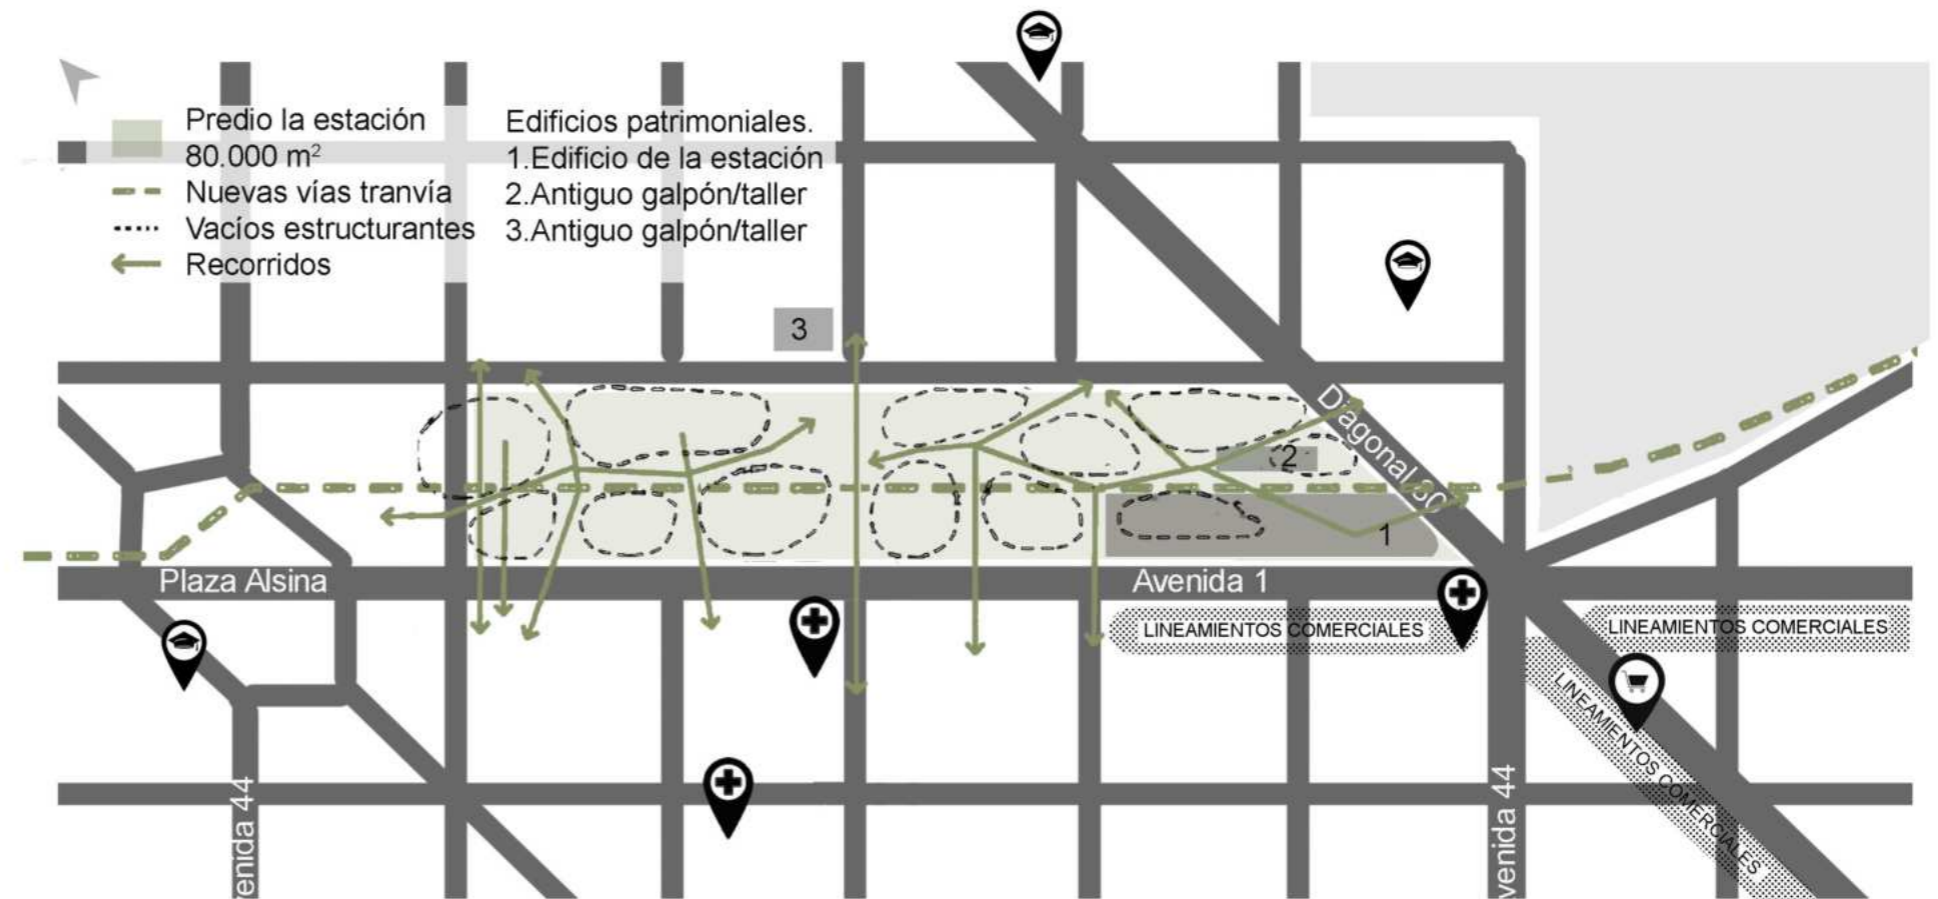 Predio la estación
80.000 m²
Nuevas vías tranvía
Vacíos estructurantes
Recorridos
Edificios patrimoniales.
1.Edificio de la estación
2.Antiguo galpón/taller
3.Antiguo galpón/taller
3
2
1
Plaza Alsina
Avenida 1
LINEAMIENTOS COMERCIALES
LINEAMIENTOS COMERCIALES
LINEAMIENTOS COMERCIALES
venida 44
venida 44